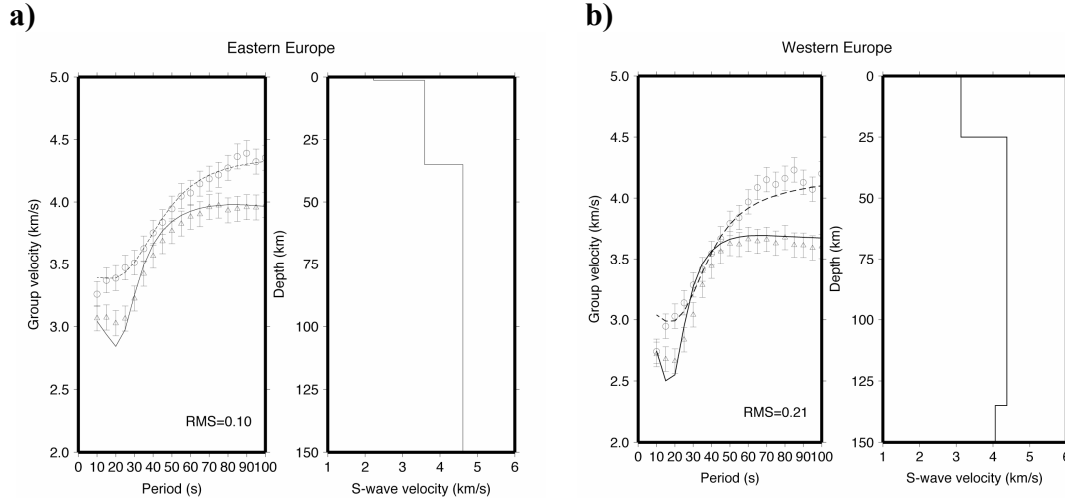 a)
Eastern Europe
5.0
4.5
4.0
3.5
3.0
2.5
2.0
Group velocity (km/s)
RMS=0.10
0 10 20 30 40 50 60 70 80 90 100
Period (s)
0
25
50
75
100
125
150
Depth (km)
1 2 3 4 5 6
S-wave velocity (km/s)
b)
Western Europe
5.0
4.5
4.0
3.5
3.0
2.5
2.0
Group velocity (km/s)
RMS=0.21
0 10 20 30 40 50 60 70 80 90 100
Period (s)
0
25
50
75
100
125
150
Depth (km)
1 2 3 4 5 6
S-wave velocity (km/s)